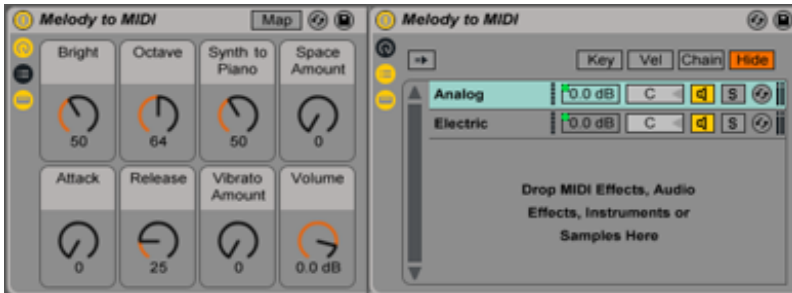 Melody to MIDI
Map
Bright
Octave
Synth to
Piano
Space
Amount
50
64
50
0
Attack
Release
Vibrato
Amount
Volume
0
25
0
0.0 dB
Melody to MIDI
Key
Vel
Chain
Hide
Analog
0.0 dB
C
S
Electric
0.0 dB
C
S
Drop MIDI Effects, Audio
Effects, Instruments or
Samples Here